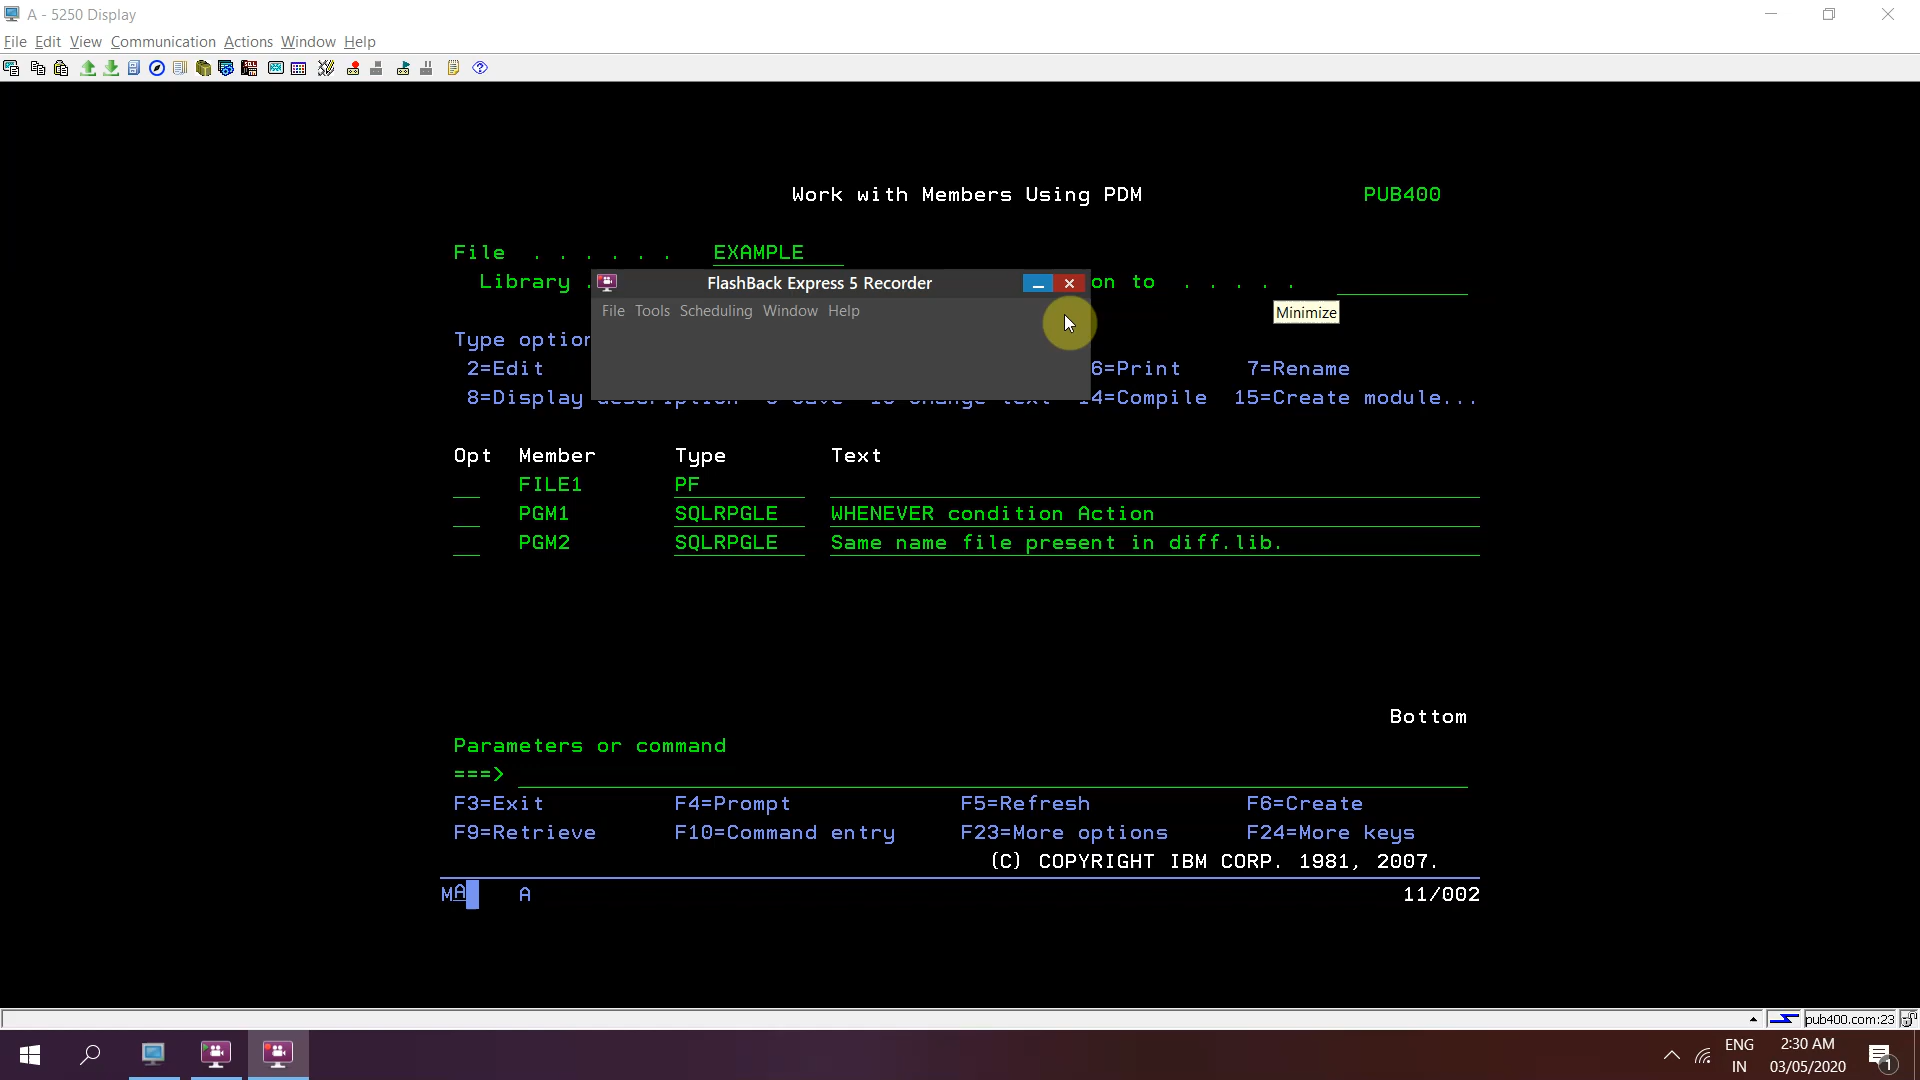 A - 5250 Display
File Edit View Communication Actions Window Help
Work with Members Using PDM PUB400
File . . . . . . EXAMPLE
Library . on to . . . . .
FlashBack Express 5 Recorder
File Tools Scheduling Window Help
Minimize
Type option
2=Edit 6=Print 7=Rename
8=Display 14=Compile 15=Create module...
Opt Member Type Text
FILE1 PF
PGM1 SQLRPGLE WHENEVER condition Action
PGM2 SQLRPGLE Same name file present in diff.lib.
Bottom
Parameters or command
===>
F3=Exit F4=Prompt F5=Refresh F6=Create
F9=Retrieve F10=Command entry F23=More options F24=More keys
(C) COPYRIGHT IBM CORP. 1981, 2007.
MA A 11/002
pub400.com:23
ENG 2:30 AM
IN 03/05/2020 1